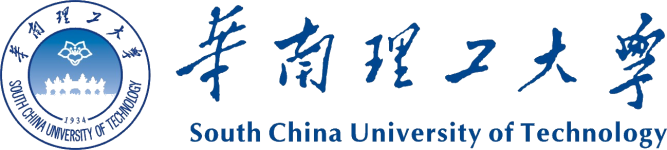 華南理工大學
SOUTH CHINA UNIVERSITY OF TECHNOLOGY
1934
華南理工大學
South China University of Technology